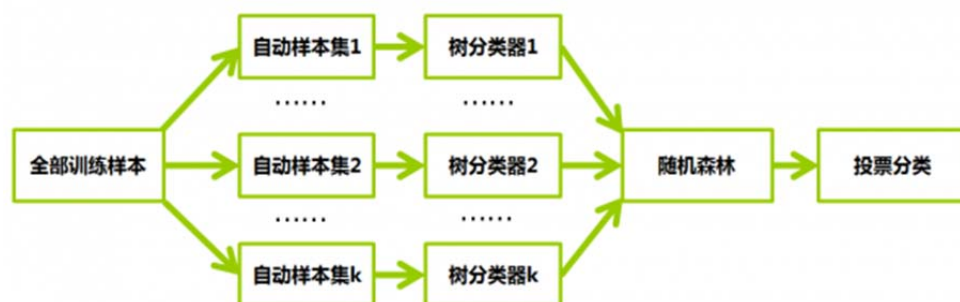 自动样本集1
树分类器1
......
......
全部训练样本
自动样本集2
树分类器2
随机森林
投票分类
......
......
自动样本集k
树分类器k